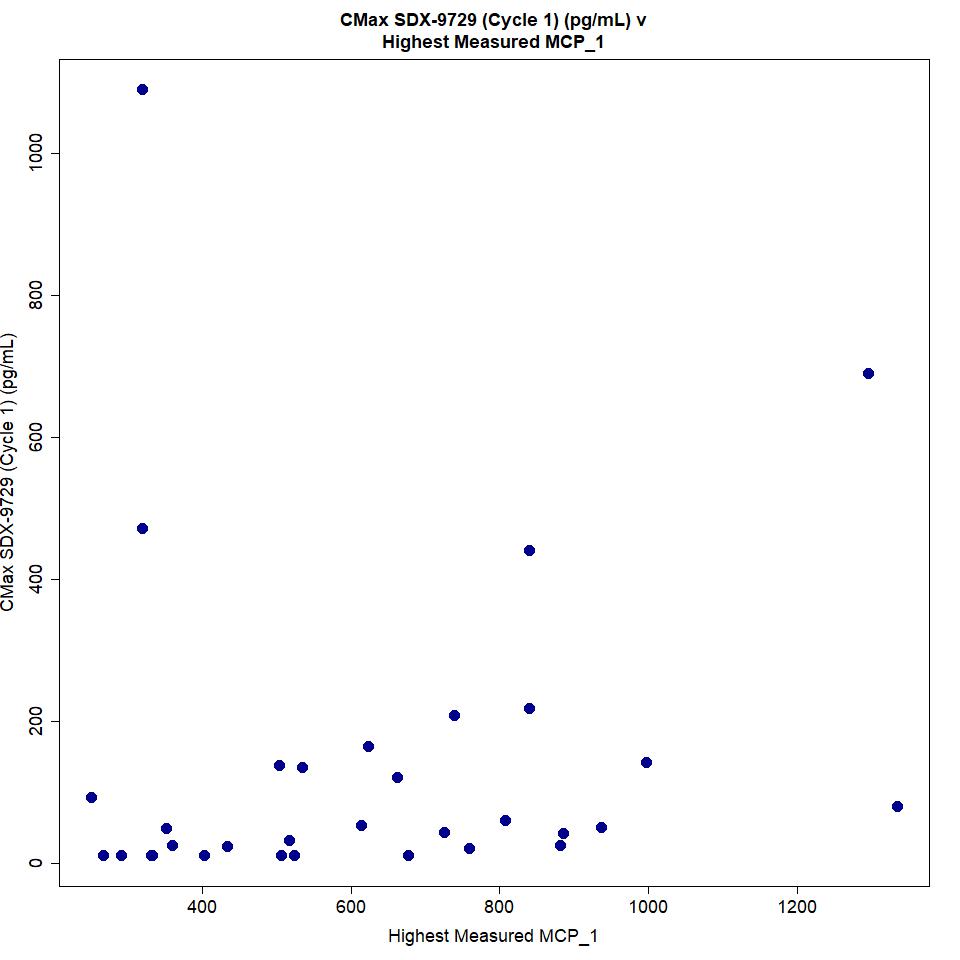 CMax SDX-9729 (Cycle 1) (pg/mL) v
Highest Measured MCP_1
CMax SDX-9729 (Cycle 1) (pg/mL)
1000
800
600
400
200
0
400 600 800 1000 1200
Highest Measured MCP_1